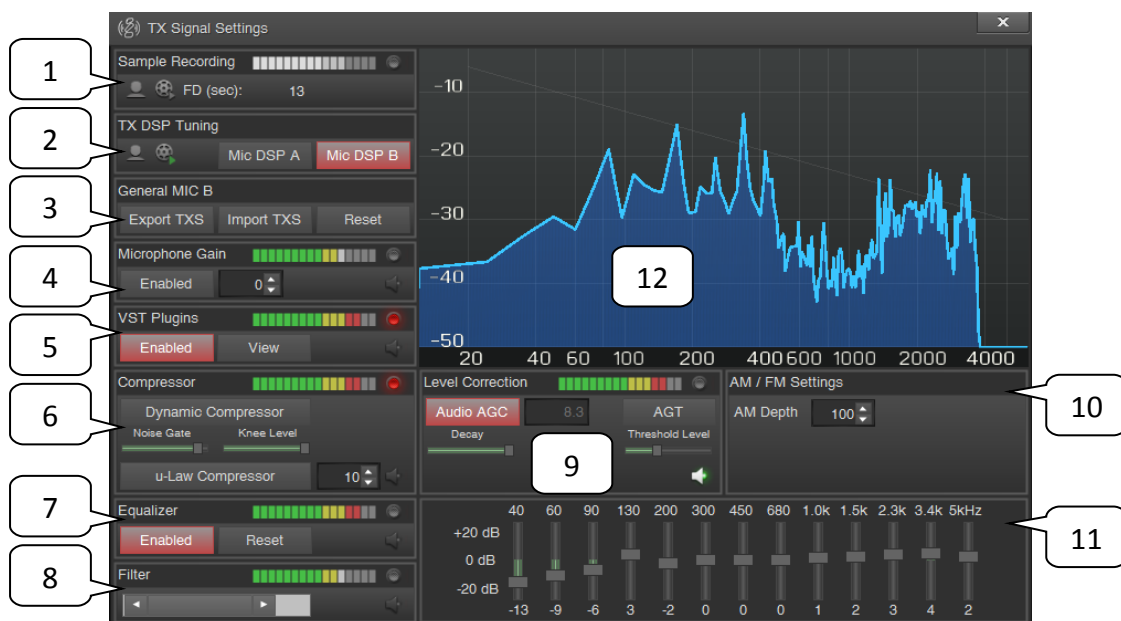 TX Signal Settings
x
1
Sample Recording
FD (sec): 13
2
TX DSP Tuning
Mic DSP A Mic DSP B
3
General MIC B
Export TXS Import TXS Reset
4
Microphone Gain
Enabled 0
5
VST Plugins
Enabled View
6
Compressor
Dynamic Compressor
Noise Gate Knee Level
u-Law Compressor 10
7
Equalizer
Enabled Reset
8
Filter
-10
-20
-30
-40
-50
20 40 60 100 200 400 600 1000 2000 4000
12
Level Correction
Audio AGC 8.3 AGT
Decay Threshold Level
9
AM / FM Settings
AM Depth 100
10
40 60 90 130 200 300 450 680 1.0k 1.5k 2.3k 3.4k 5kHz
+20 dB
0 dB
-20 dB
-13 -9 -6 3 -2 0 0 0 1 2 3 4 2
11